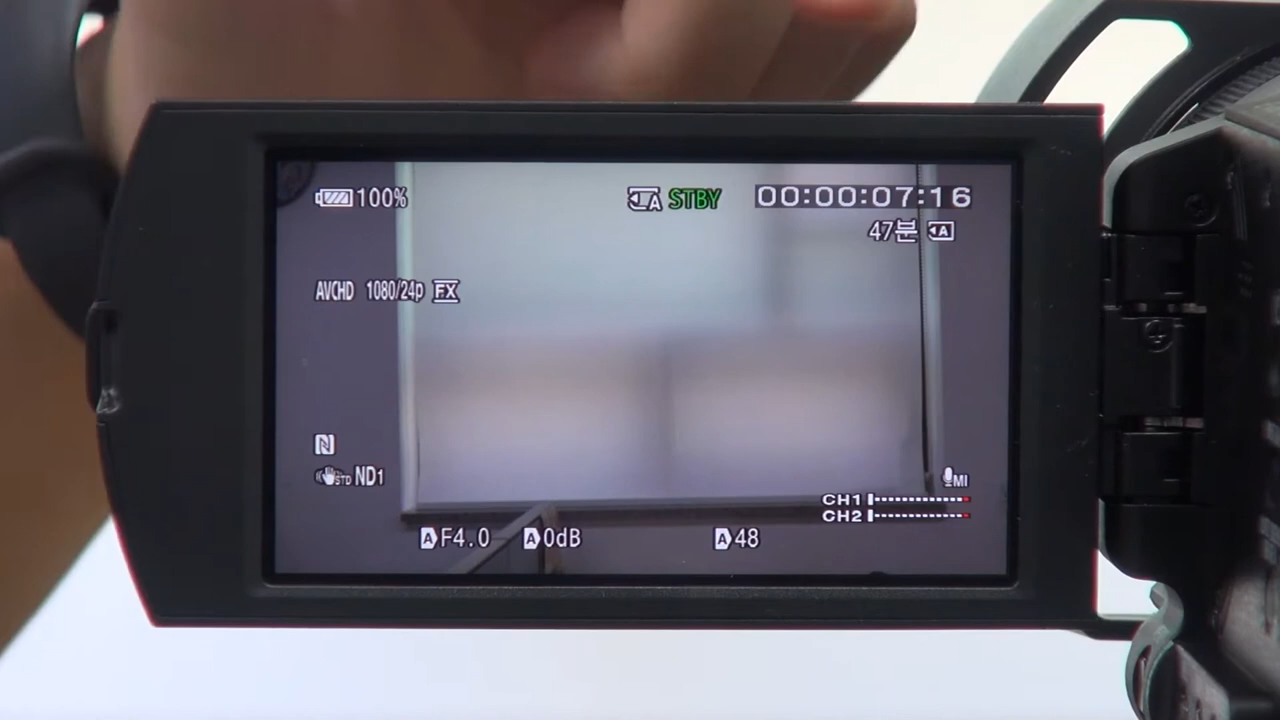 100% A STBY 00:00:07:16
47분 A
AVCHD 1080/24p FX
N
STD ND1
MI
CH1
CH2
A F4.0 A 0dB A 48